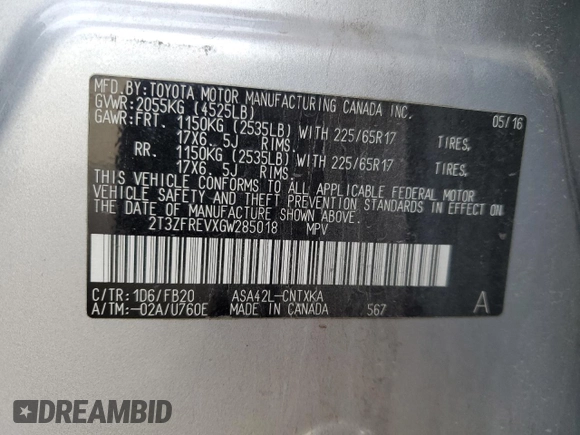 MFD.BY:TOYOTA MOTOR MANUFACTURING CANADA INC.
GVWR:2055KG (4525LB) 05/16
GAWR:FRT. 1150KG (2535LB) WITH 225/65R17 TIRES,
17X6. 5J RIMS.
RR. 1150KG (2535LB) WITH 225/65R17 TIRES,
17X6. 5J RIMS.
THIS VEHICLE CONFORMS TO ALL APPLICABLE FEDERAL MOTOR
VEHICLE SAFETY AND THEFT PREVENTION STANDARDS IN EFFECT ON
THE DATE OF MANUFACTURE SHOWN ABOVE.
2T3ZFREVXGW285018 MPV
C/TR:1D6/FB20 ASA42L-CNTXKA A
A/TM:-02A/U760E MADE IN CANADA 567
DREAMBID